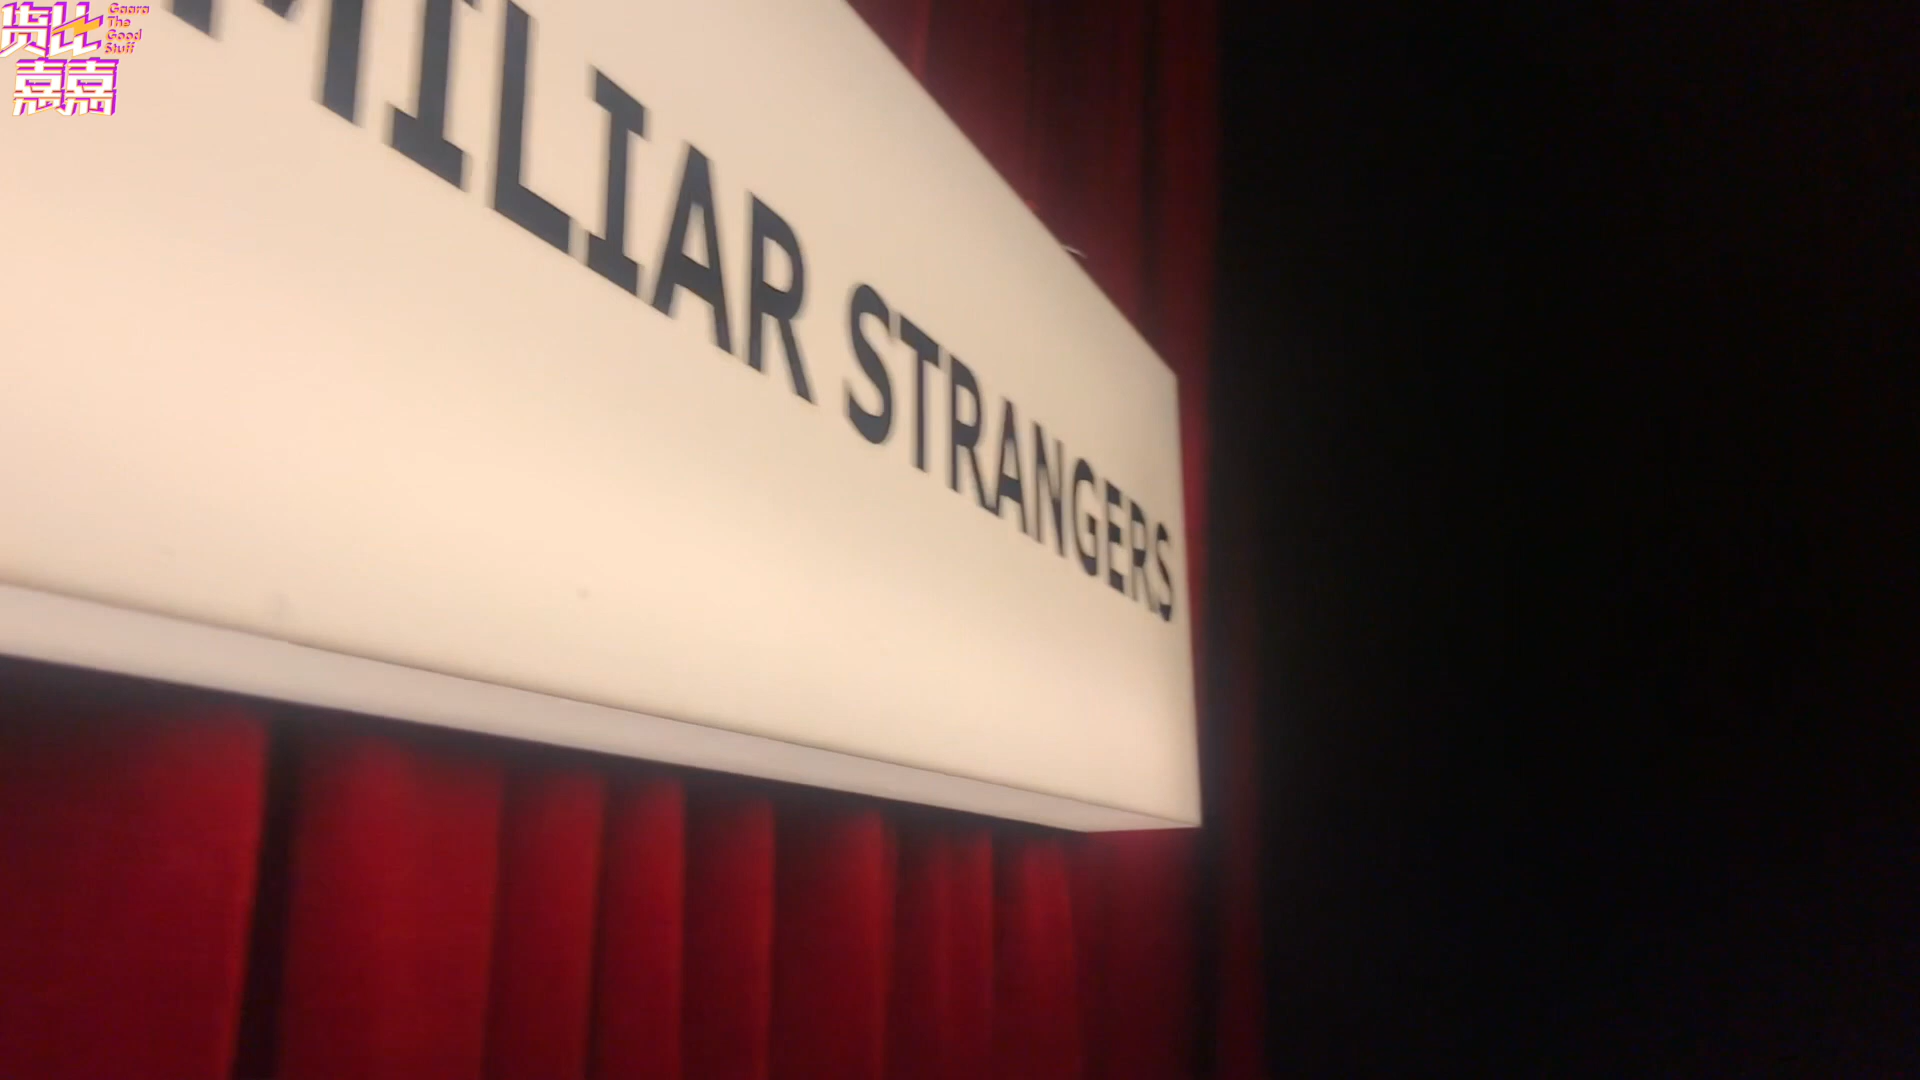 货比
嘉嘉
Gaara
The
Good
Stuff
MILIAR STRANGERS